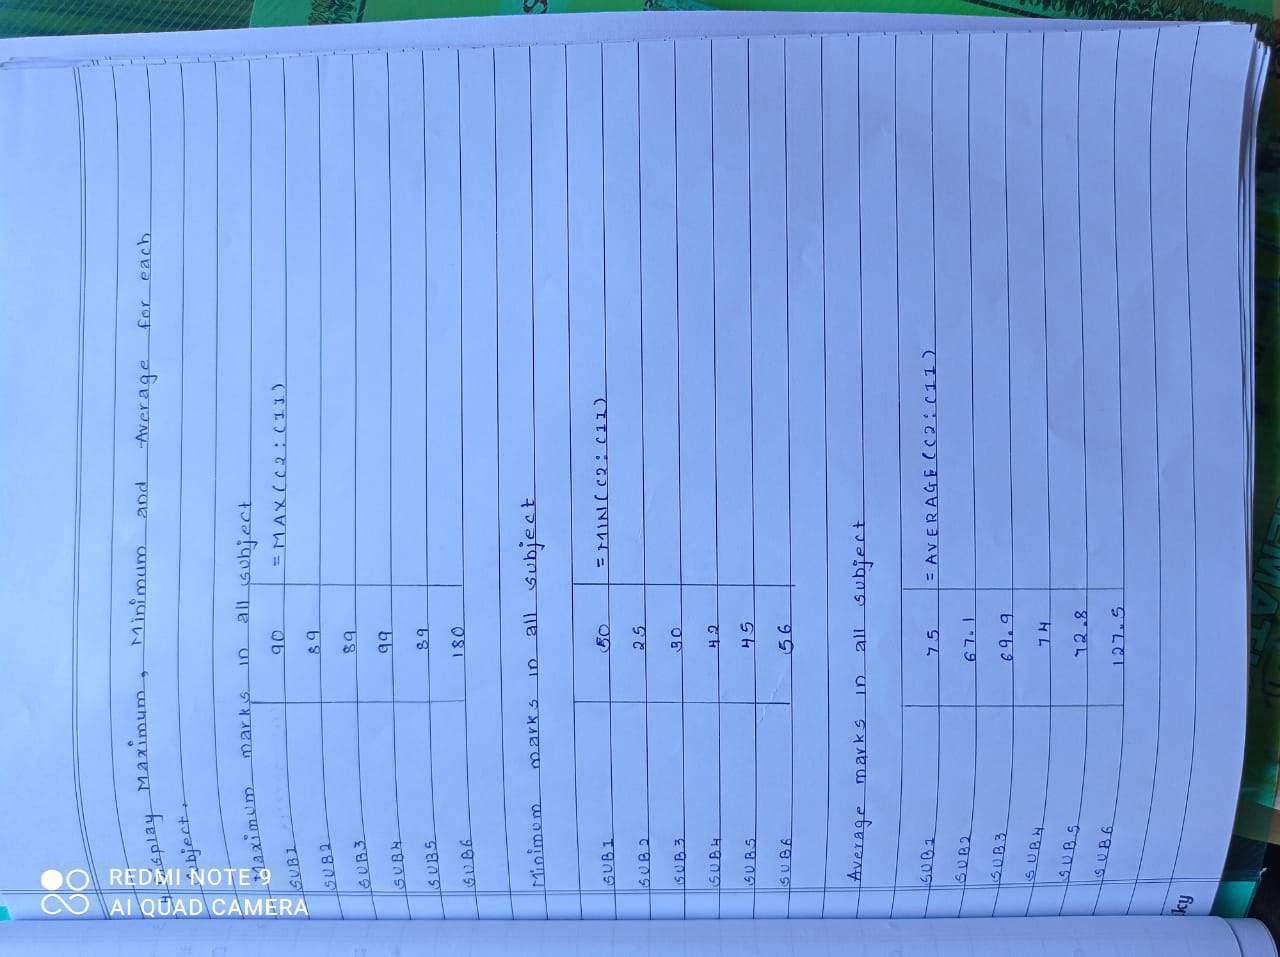 Display Maximum, Minimum and Average for each
subject.
Maximum marks in all subject
SUB1 90 =MAX(C2:C11)
SUB2 89
SUB3 89
SUB4 99
SUB5 89
SUB6 180
Minimum marks in all subject
SUB1 50 =MIN(C2:C11)
SUB2 25
SUB3 30
SUB4 42
SUB5 45
SUB6 56
Average marks in all subject
SUB1 75 =AVERAGE(C2:C11)
SUB2 67.1
SUB3 69.9
SUB4 74
SUB5 72.8
SUB6 127.5
ky
REDMI NOTE 9
AI QUAD CAMERA